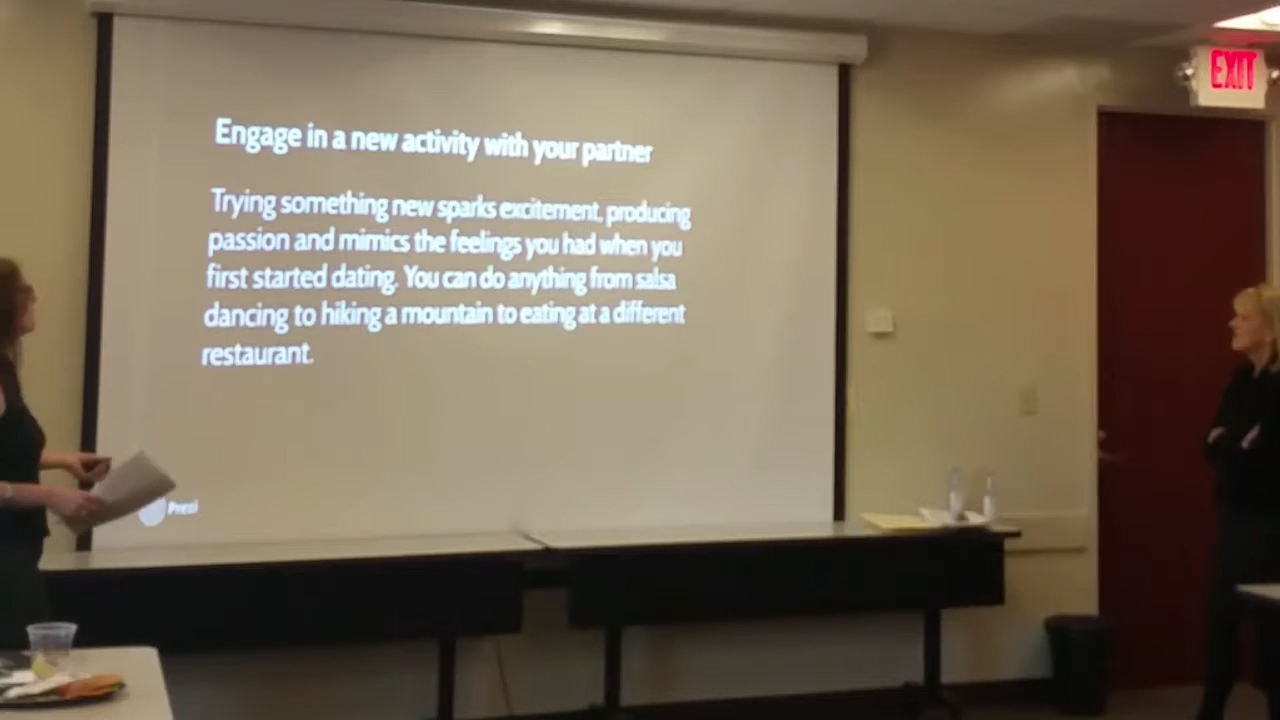 EXIT
Engage in a new activity with your partner
Trying something new sparks excitement, producing
passion and mimics the feelings you had when you
first started dating. You can do anything from salsa
dancing to hiking a mountain to eating at a different
restaurant.
Prezi